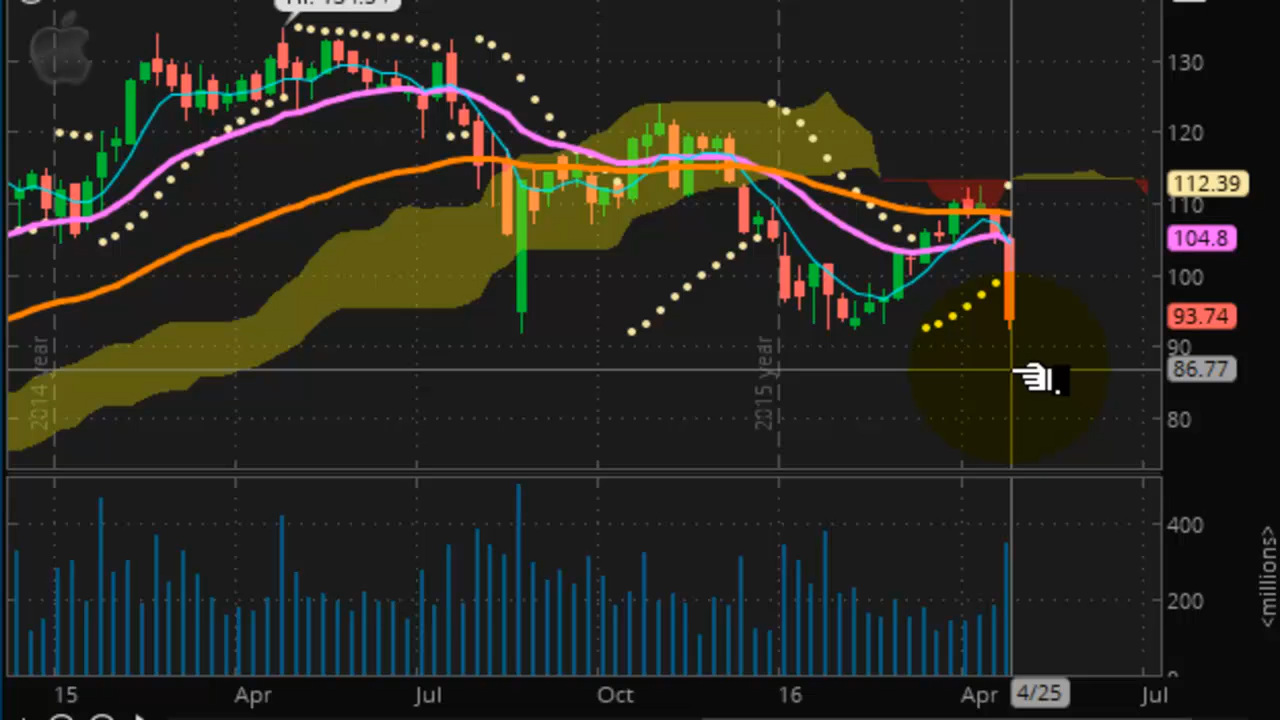 130
120
112.39
110
104.8
100
93.74
90
86.77
80
2014 year
2015 year
400
200
<millions>
15
Apr
Jul
Oct
16
Apr
4/25
Jul